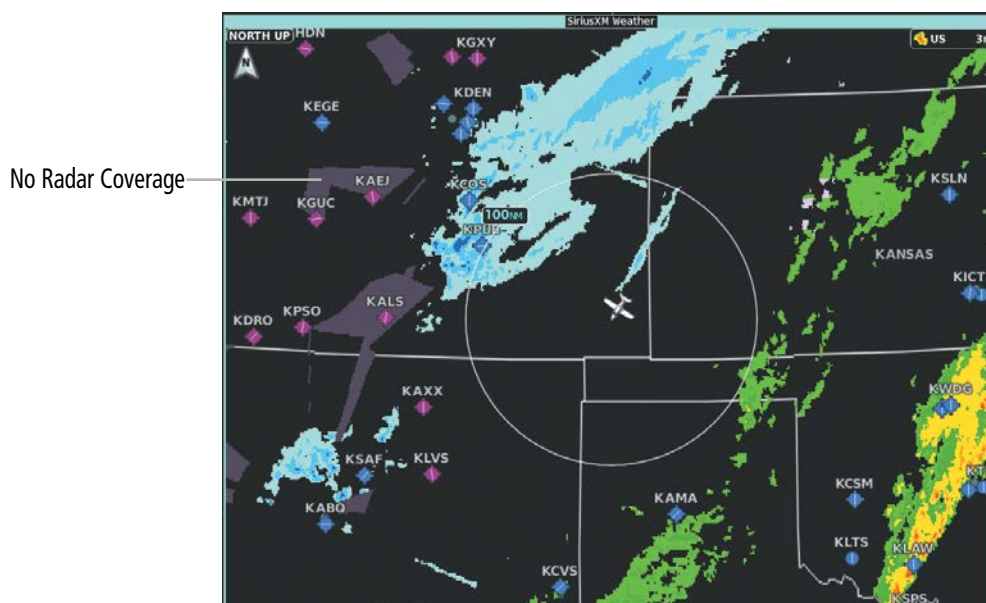 SiriusXM Weather
NORTH UP
N
HDN
KGXY
US
KDEN
KEGE
No Radar Coverage
KAEJ
KCOS
KSLN
KMTJ
KGUC
100NM
KPUB
KANSAS
KICT
KPSO
KALS
KDRO
KAXX
KWDG
KSAF
KLVS
KCSM
KABQ
KAMA
KLTS
KLAW
KCVS
KSPS